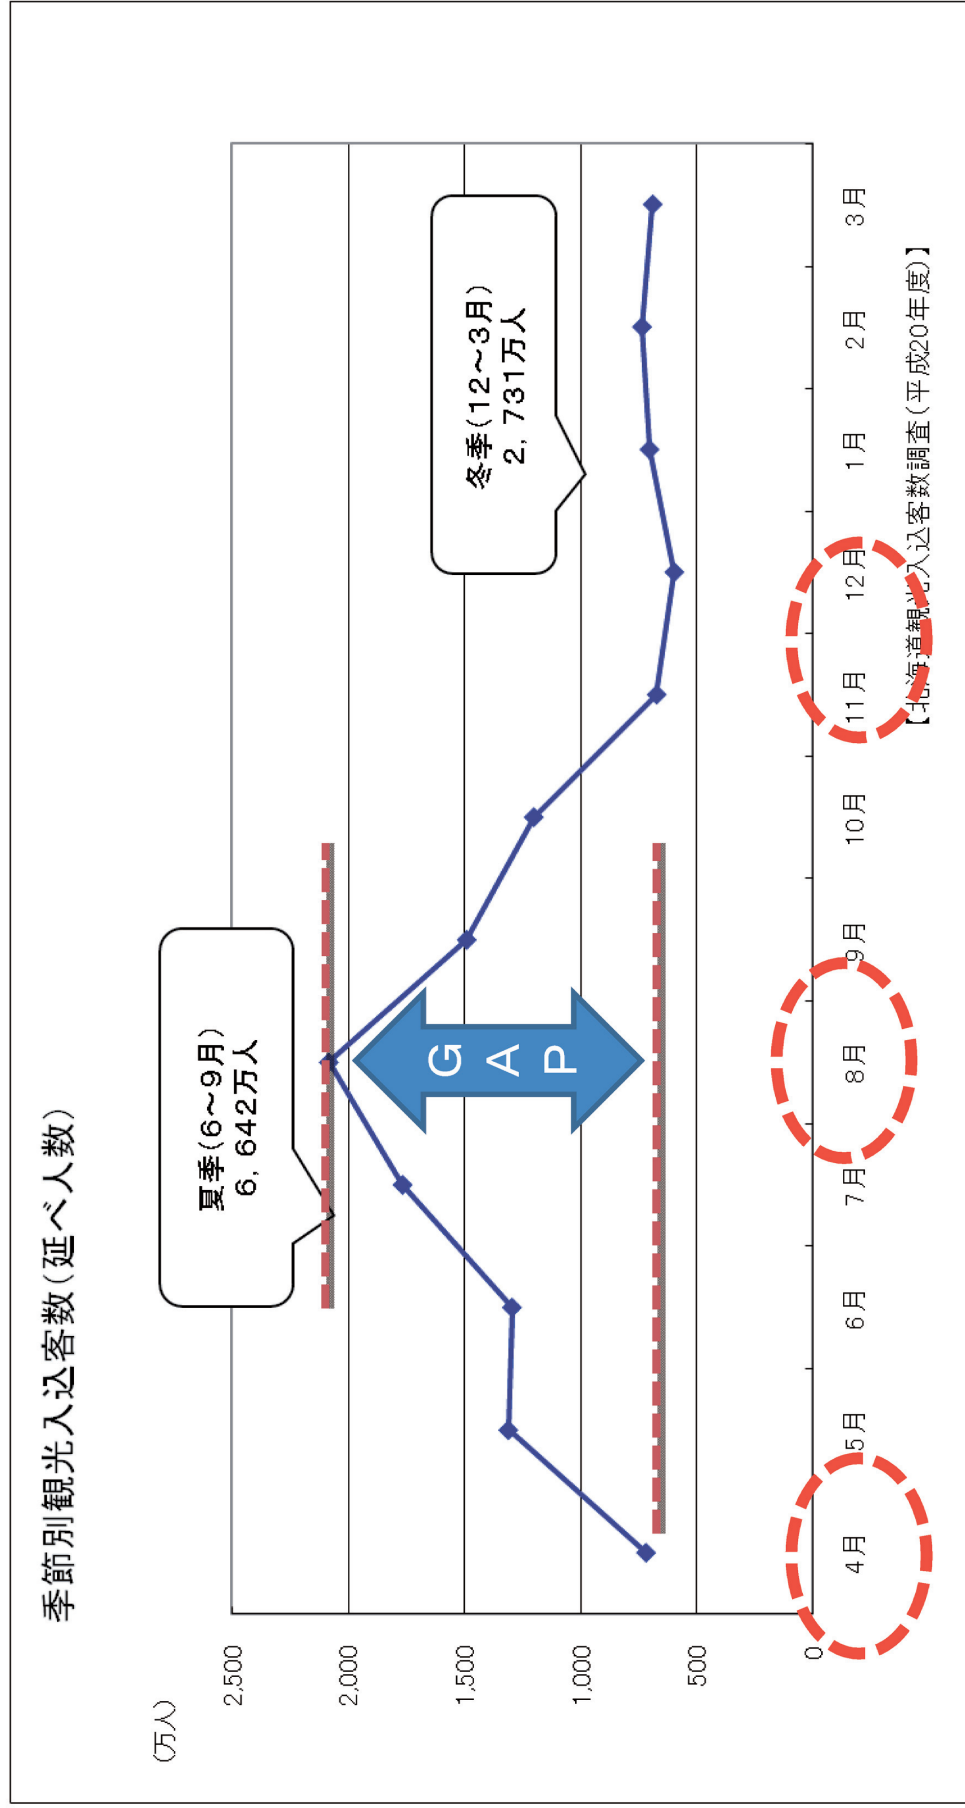 季節別観光入込客数(延べ人数)
(万人)
2,500
2,000
1,500
1,000
500
0
夏季(6～9月)
6,642万人
冬季(12～3月)
2,731万人
G
A
P
4月
5月
6月
7月
8月
9月
10月
11月
12月
1月
2月
3月
【北海道観光入込客数調査(平成20年度)】